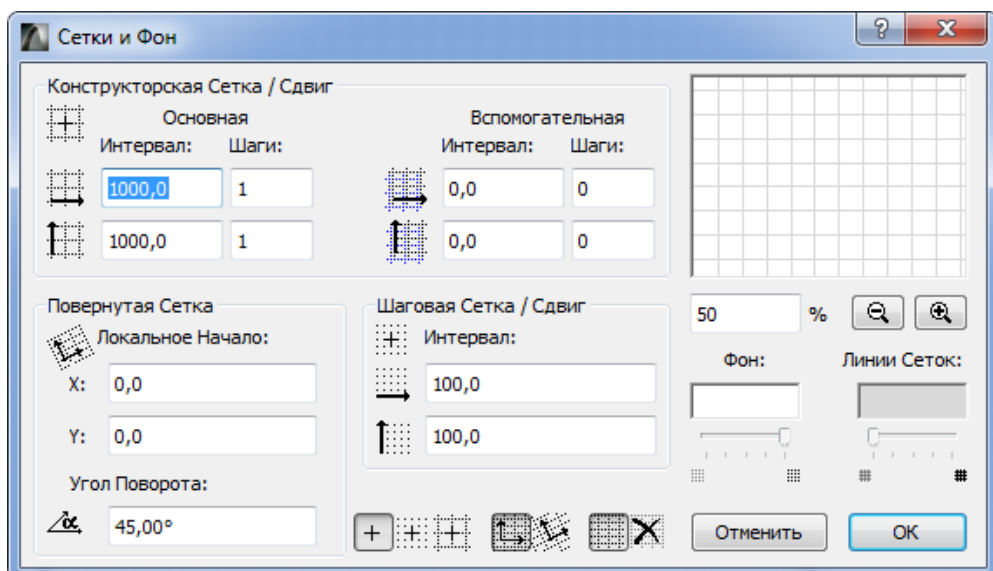 Сетки и Фон
Конструкторская Сетка / Сдвиг
Основная
Вспомогательная
Интервал: Шаги:
Интервал: Шаги:
1000,0 1
0,0 0
1000,0 1
0,0 0
Повернутая Сетка
Локальное Начало:
X: 0,0
Y: 0,0
Угол Поворота:
α 45,00°
Шаговая Сетка / Сдвиг
Интервал:
100,0
100,0
50 %
Фон:
Линии Сеток:
Отменить
OK